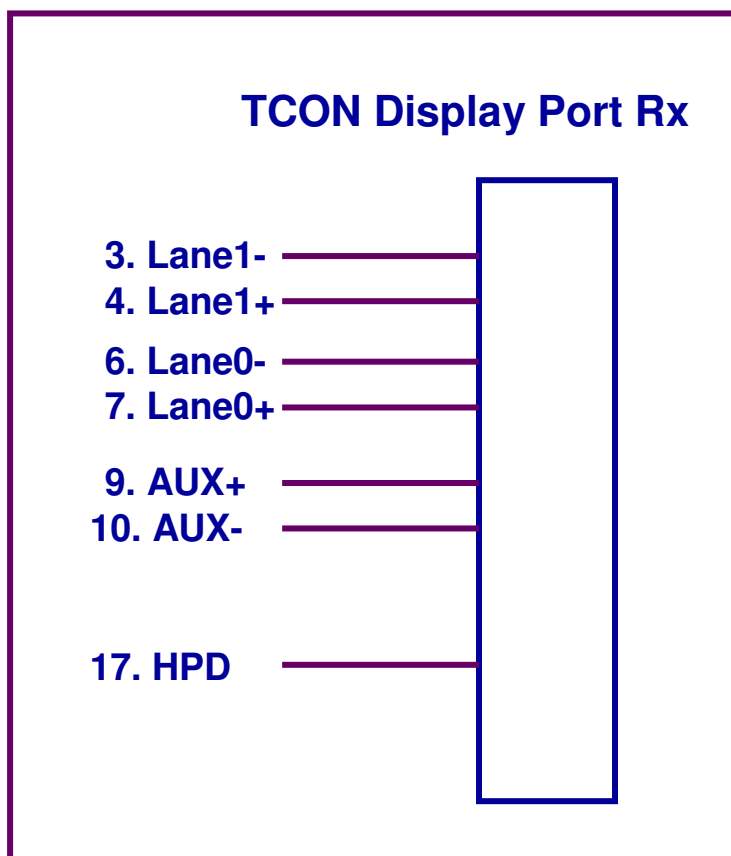 TCON Display Port Rx
3. Lane1-
4. Lane1+
6. Lane0-
7. Lane0+
9. AUX+
10. AUX-
17. HPD